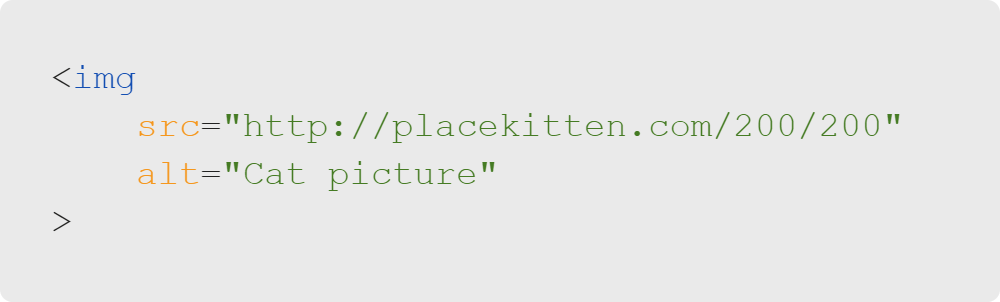 <img
src="http://placekitten.com/200/200"
alt="Cat picture"
>